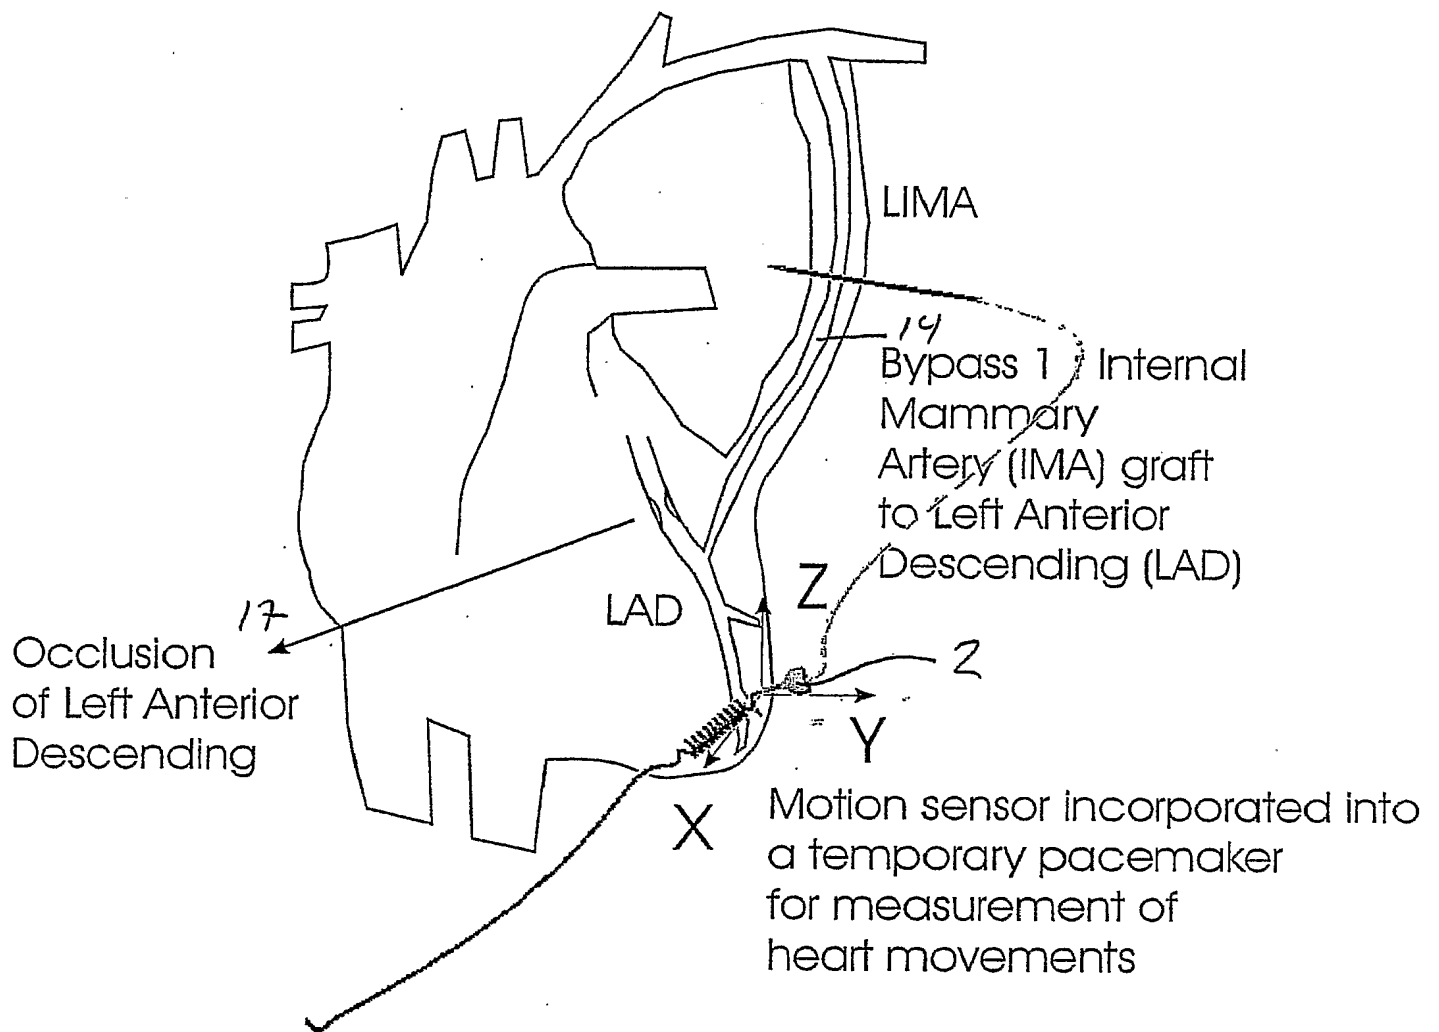 LIMA
14
Bypass 1 Internal
Mammary
Artery (IMA) graft
to Left Anterior
Descending (LAD)
Z
LAD
17
Occlusion
of Left Anterior
Descending
2
Y
X
Motion sensor incorporated into
a temporary pacemaker
for measurement of
heart movements